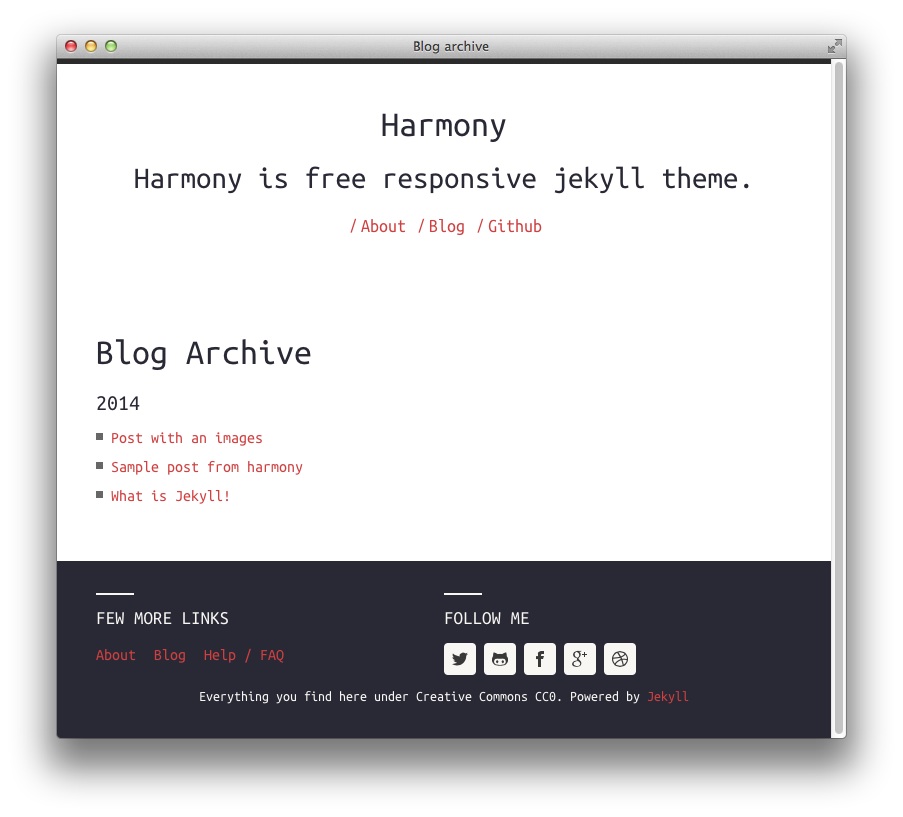 Blog archive
Harmony
Harmony is free responsive jekyll theme.
/ About / Blog / Github
Blog Archive
2014
Post with an images
Sample post from harmony
What is Jekyll!
FEW MORE LINKS
About Blog Help / FAQ
FOLLOW ME
Everything you find here under Creative Commons CC0. Powered by Jekyll